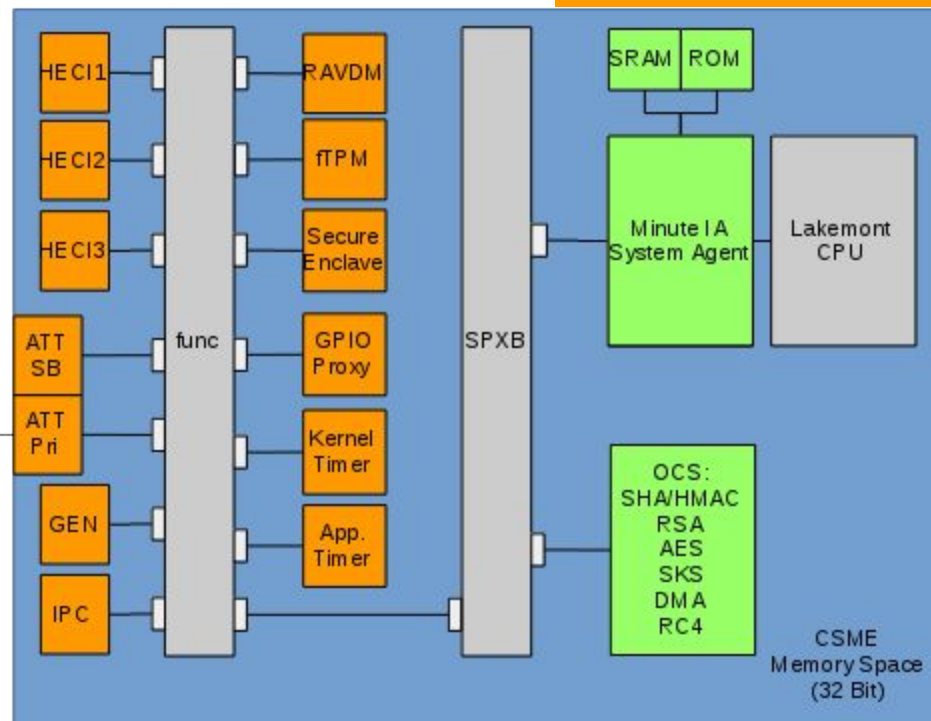 HECI1
HECI2
HECI3
ATT
SB
ATT
Pri
GEN
IPC
func
RAVDM
fTPM
Secure
Enclave
GPIO
Proxy
Kernel
Timer
App.
Timer
SPXB
SRAM
ROM
Minute IA
System Agent
Lakemont
CPU
OCS:
SHA/HMAC
RSA
AES
SKS
DMA
RC4
CSME
Memory Space
(32 Bit)